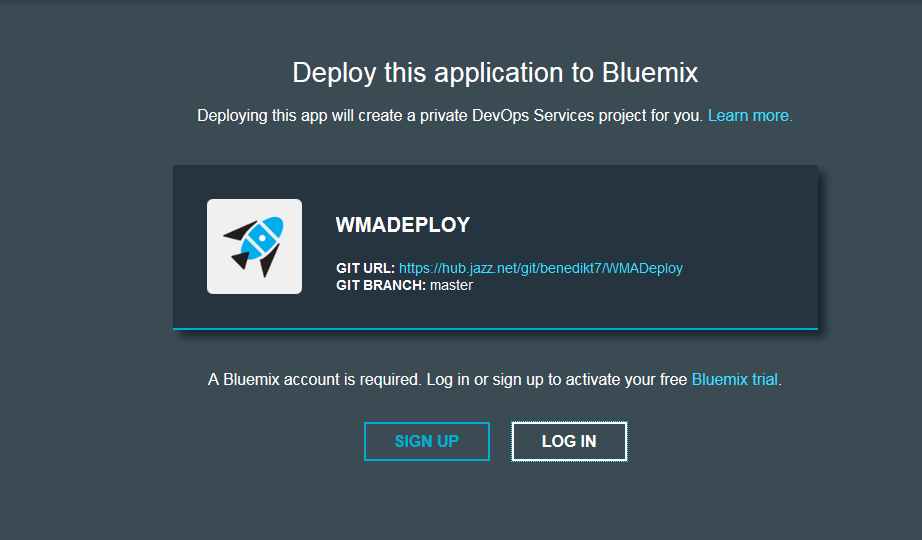 Deploy this application to Bluemix
Deploying this app will create a private DevOps Services project for you. Learn more.
WMADEPLOY
GIT URL: https://hub.jazz.net/git/benedikt7/WMADeploy
GIT BRANCH: master
A Bluemix account is required. Log in or sign up to activate your free Bluemix trial.
SIGN UP LOG IN